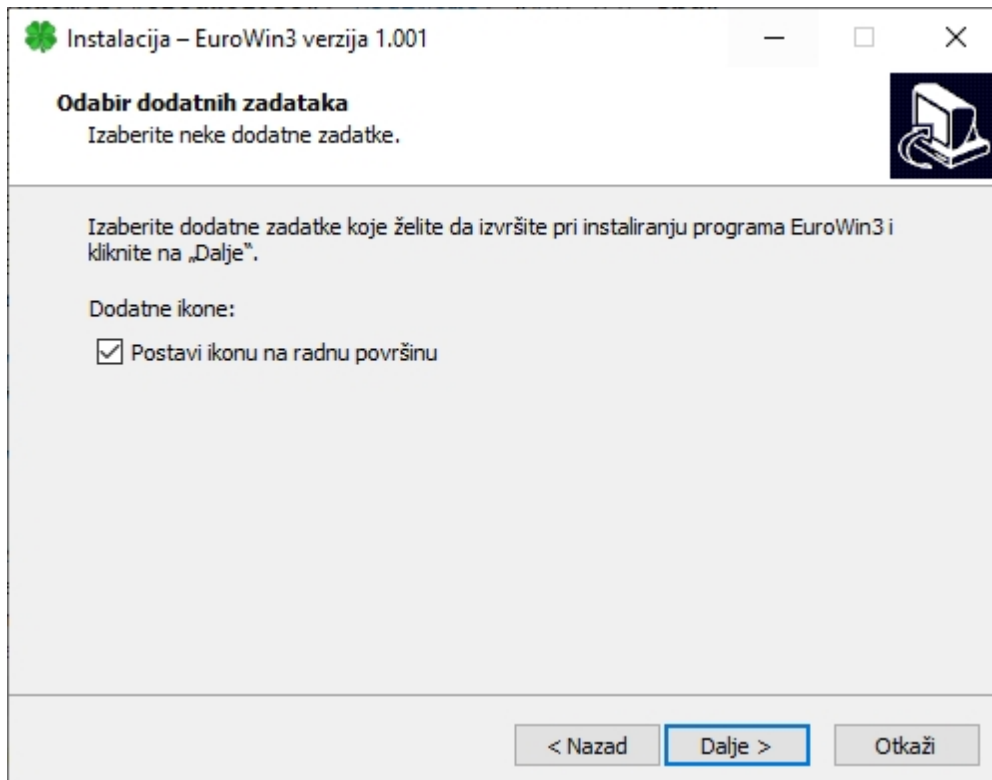 Instalacija – EuroWin3 verzija 1.001
Odabir dodatnih zadataka
Izaberite neke dodatne zadatke.
Izaberite dodatne zadatke koje želite da izvršite pri instaliranju programa EuroWin3 i
kliknite na „Dalje“.
Dodatne ikone:
Postavi ikonu na radnu površinu
< Nazad
Dalje >
Otkaži